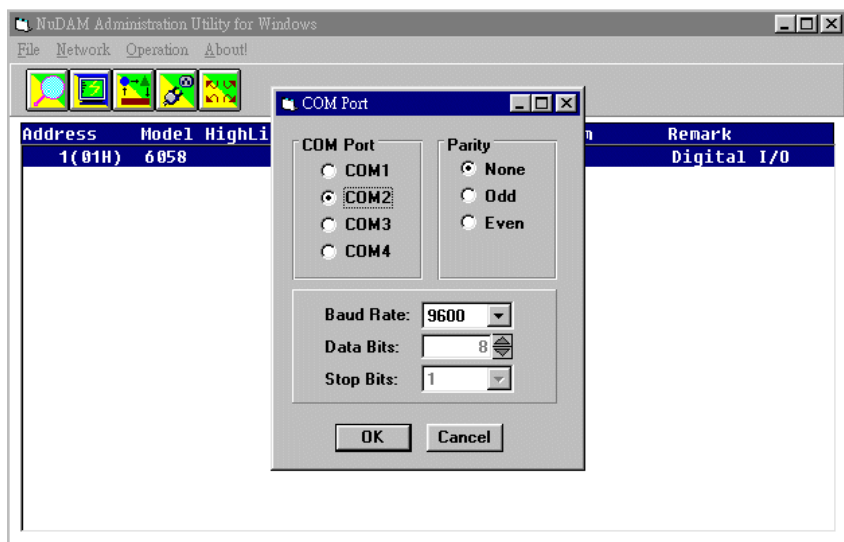 NuDAM Administration Utility for Windows
File Network Operation About!
COM Port
Address Model HighLi Remark
1(01H) 6058 Digital I/O
COM Port
COM1
COM2
COM3
COM4
Parity
None
Odd
Even
Baud Rate: 9600
Data Bits: 8
Stop Bits: 1
OK Cancel